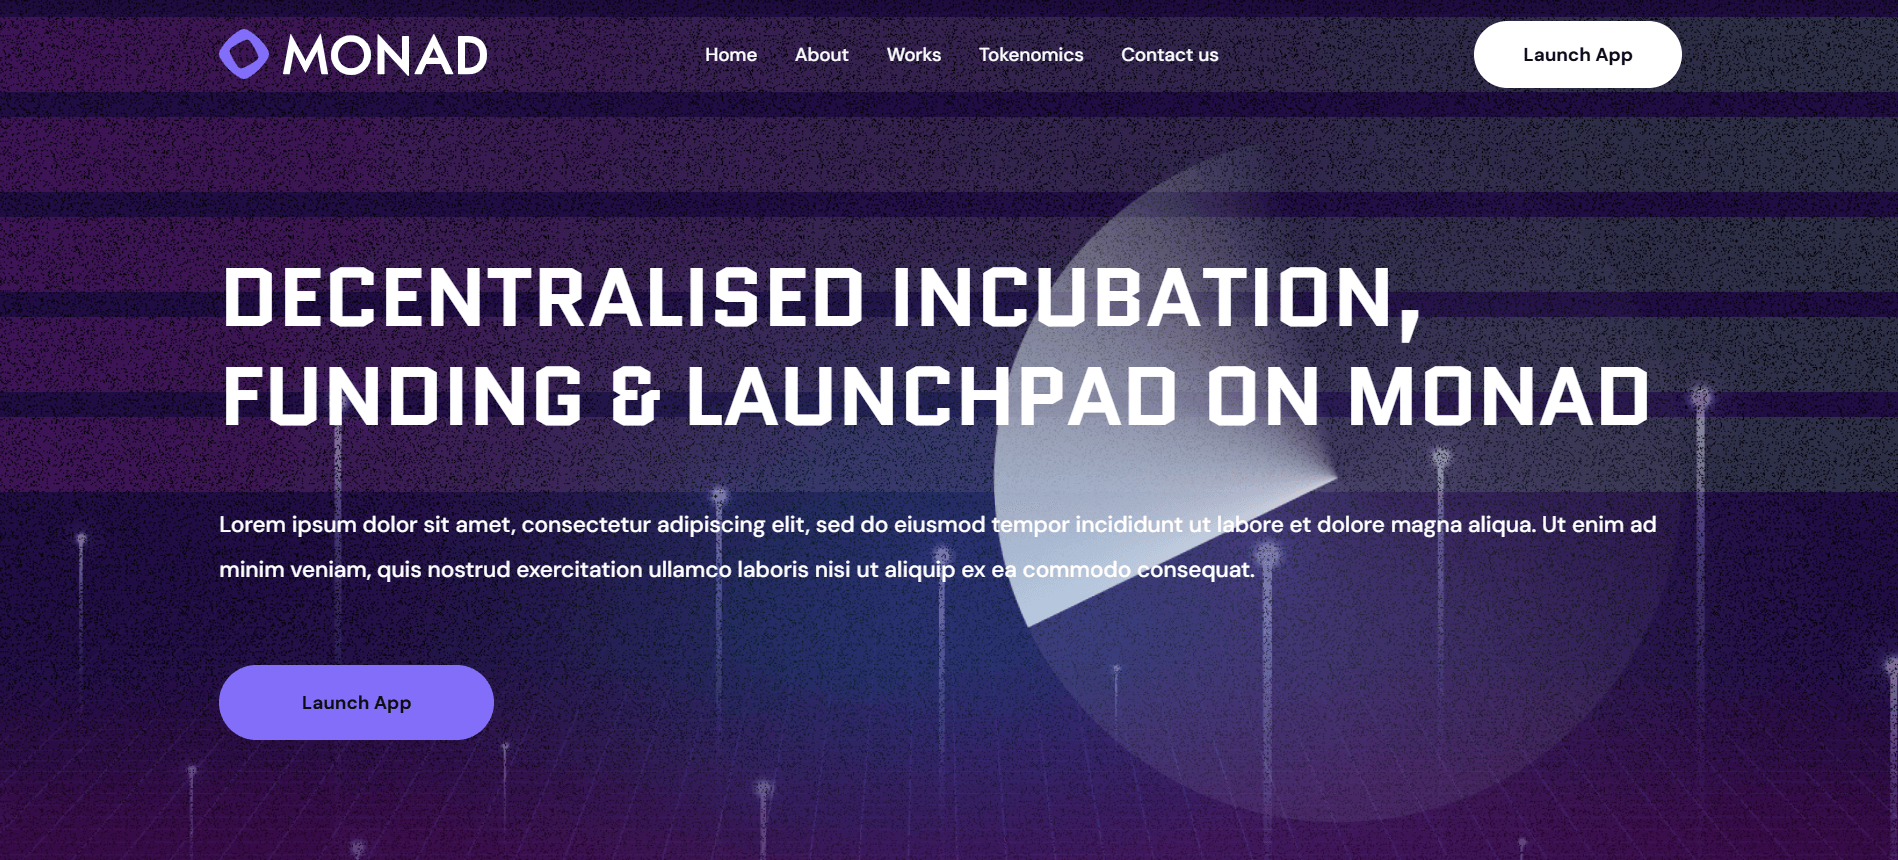 MONAD
Home About Works Tokenomics Contact us
Launch App
DECENTRALISED INCUBATION,
FUNDING & LAUNCHPAD ON MONAD
Lorem ipsum dolor sit amet, consectetur adipiscing elit, sed do eiusmod tempor incididunt ut labore et dolore magna aliqua. Ut enim ad
minim veniam, quis nostrud exercitation ullamco laboris nisi ut aliquip ex ea commodo consequat.
Launch App